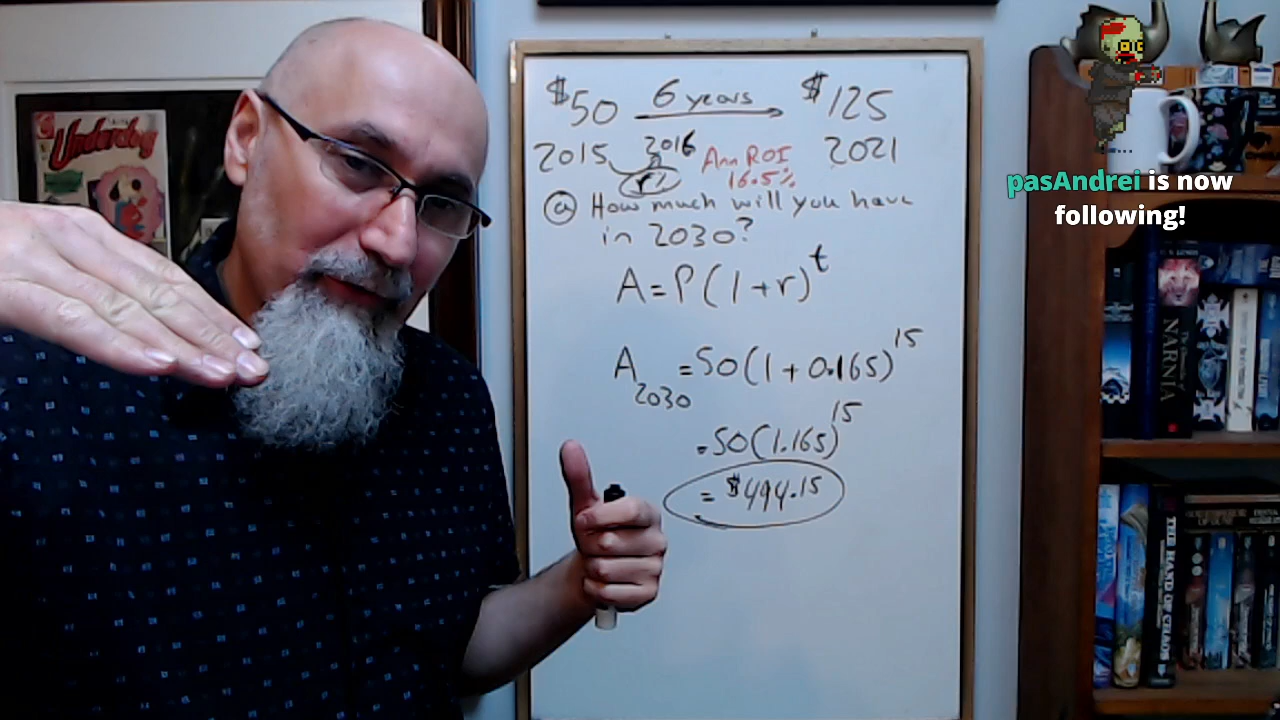 $50 6 years $125
2015 2016 Ann ROI 2021
r? 16.5%
a How much will you have
in 2030?
A=P(1+r)^t
A2030 =50(1+0.165)^15
=50(1.165)^15
=$494.15
Underdog
pasAndrei is now
following!
NARNIA
THE HAND OF CHAOS